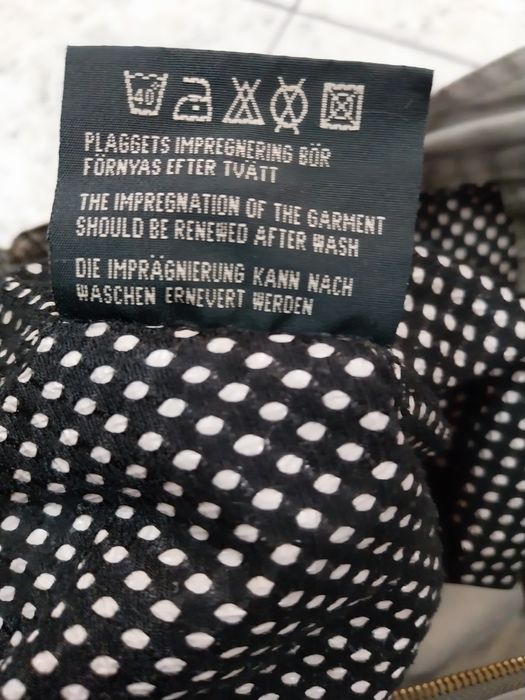 40°
PLAGGETS IMPREGNERING BÖR
FÖRNYAS EFTER TVÄTT
THE IMPREGNATION OF THE GARMENT
SHOULD BE RENEWED AFTER WASH
DIE IMPRÄGNIERUNG KANN NACH
WASCHEN ERNEVERT WERDEN